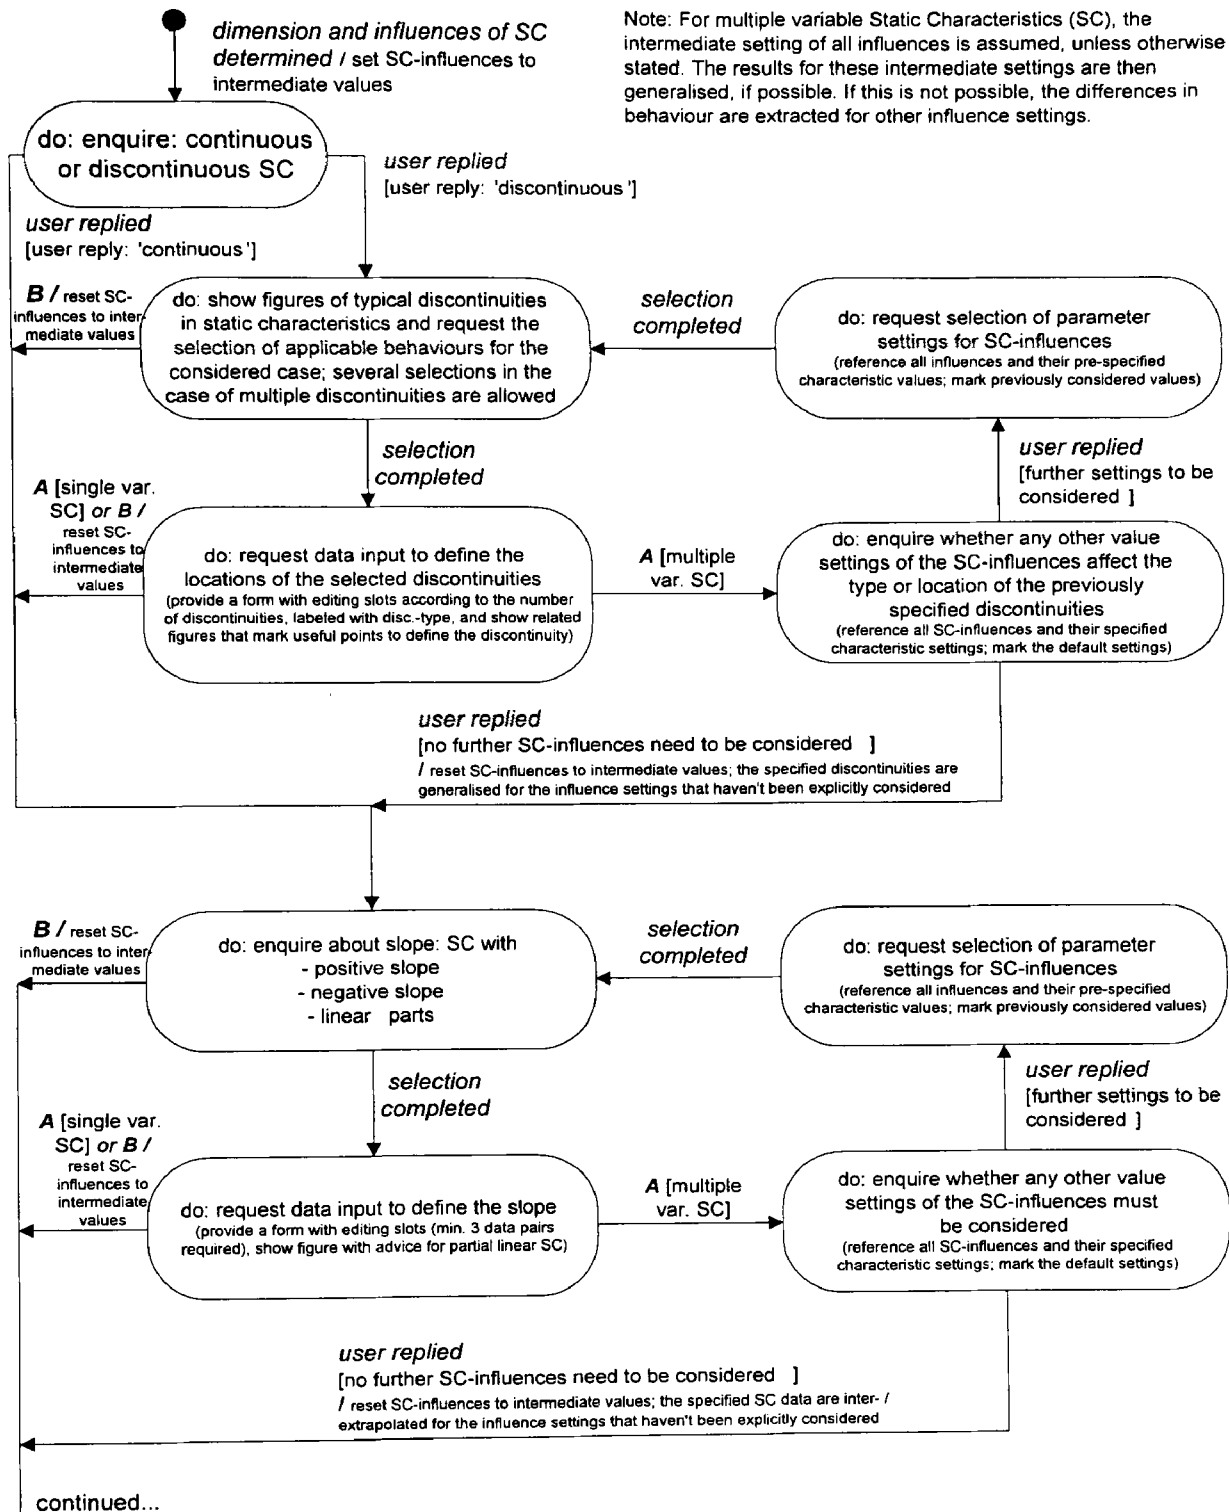 dimension and influences of SC
determined / set SC-influences to
intermediate values
Note: For multiple variable Static Characteristics (SC), the
intermediate setting of all influences is assumed, unless otherwise
stated. The results for these intermediate settings are then
generalised, if possible. If this is not possible, the differences in
behaviour are extracted for other influence settings.
do: enquire: continuous
or discontinuous SC
user replied
[user reply: 'discontinuous']
user replied
[user reply: 'continuous']
B / reset SC-
influences to inter-
mediate values
do: show figures of typical discontinuities
in static characteristics and request the
selection of applicable behaviours for the
considered case; several selections in the
case of multiple discontinuities are allowed
selection
completed
do: request selection of parameter
settings for SC-influences
(reference all influences and their pre-specified
characteristic values; mark previously considered values)
selection
completed
user replied
[further settings to be
considered ]
A [single var.
SC] or B /
reset SC-
influences to
intermediate
values
do: request data input to define the
locations of the selected discontinuities
(provide a form with editing slots according to the number
of discontinuities, labeled with disc.-type, and show related
figures that mark useful points to define the discontinuity)
A [multiple
var. SC]
do: enquire whether any other value
settings of the SC-influences affect the
type or location of the previously
specified discontinuities
(reference all SC-influences and their specified
characteristic settings; mark the default settings)
user replied
[no further SC-influences need to be considered ]
/ reset SC-influences to intermediate values; the specified discontinuities are
generalised for the influence settings that haven't been explicitly considered
B / reset SC-
influences to inter-
mediate values
do: enquire about slope: SC with
- positive slope
- negative slope
- linear parts
selection
completed
do: request selection of parameter
settings for SC-influences
(reference all influences and their pre-specified
characteristic values; mark previously considered values)
selection
completed
user replied
[further settings to be
considered ]
A [single var.
SC] or B /
reset SC-
influences to
intermediate
values
do: request data input to define the slope
(provide a form with editing slots (min. 3 data pairs
required), show figure with advice for partial linear SC)
A [multiple
var. SC]
do: enquire whether any other value
settings of the SC-influences must
be considered
(reference all SC-influences and their specified
characteristic settings; mark the default settings)
user replied
[no further SC-influences need to be considered ]
/ reset SC-influences to intermediate values; the specified SC data are inter- /
extrapolated for the influence settings that haven't been explicitly considered
continued...